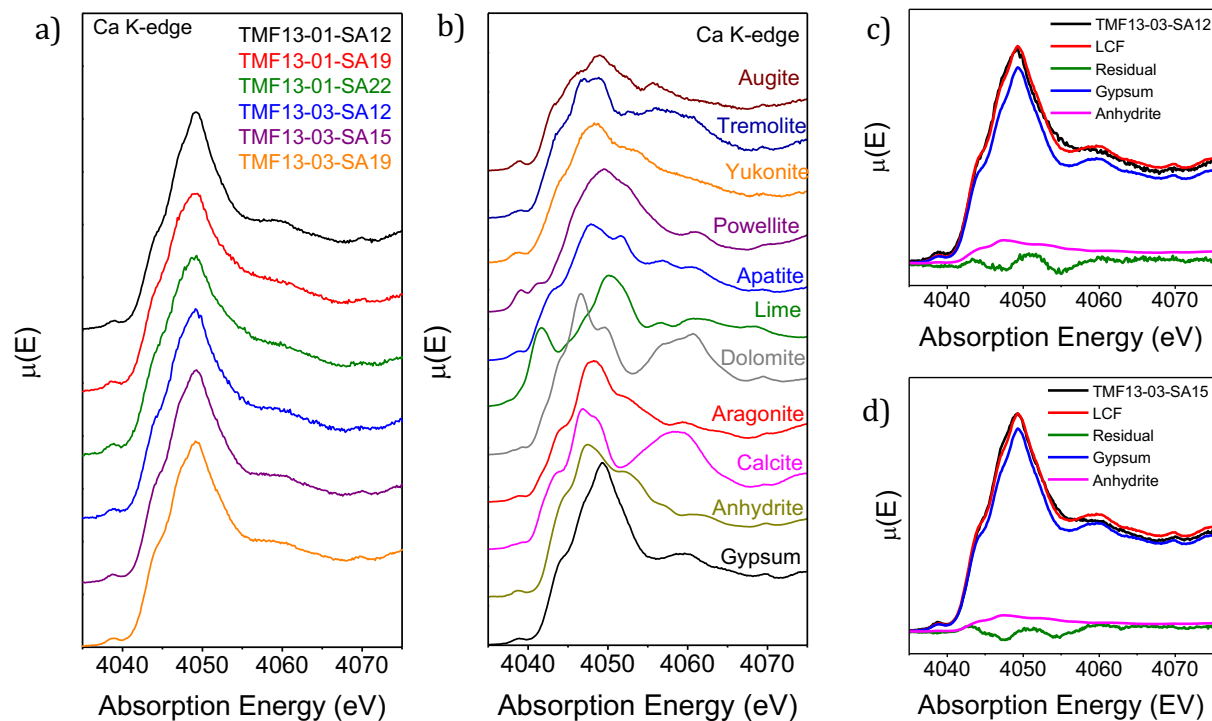 a)
Ca K-edge
TMF13-01-SA12
TMF13-01-SA19
TMF13-01-SA22
TMF13-03-SA12
TMF13-03-SA15
TMF13-03-SA19
μ(E)
4040 4050 4060 4070
Absorption Energy (eV)
b)
Ca K-edge
Augite
Tremolite
Yukonite
Powellite
Apatite
Lime
Dolomite
Aragonite
Calcite
Anhydrite
Gypsum
μ(E)
4040 4050 4060 4070
Absorption Energy (eV)
c)
TMF13-03-SA12
LCF
Residual
Gypsum
Anhydrite
μ(E)
4040 4050 4060 4070
Absorption Energy (eV)
d)
TMF13-03-SA15
LCF
Residual
Gypsum
Anhydrite
μ(E)
4040 4050 4060 4070
Absorption Energy (EV)